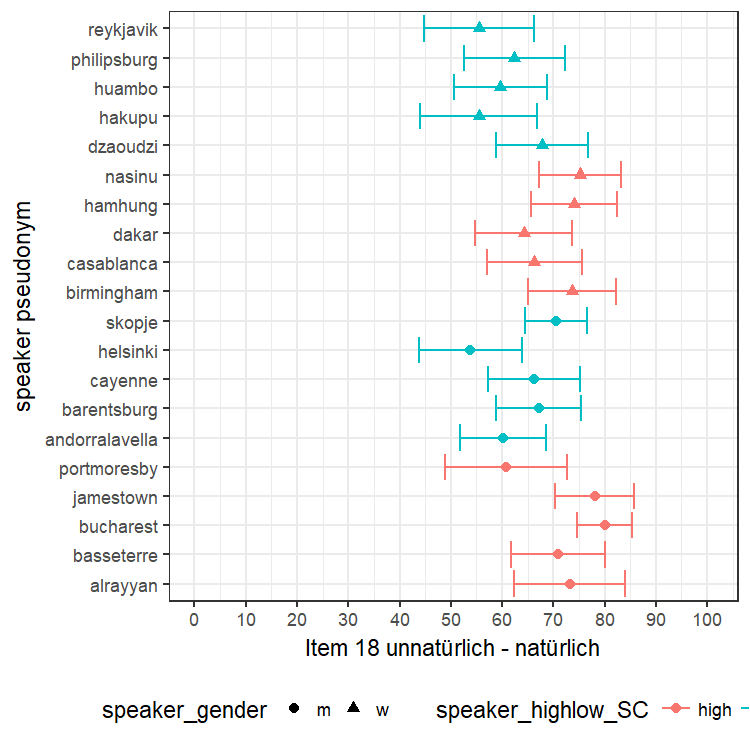 speaker pseudonym
reykjavik
philipsburg
huambo
hakupu
dzaoudzi
nasinu
hamhung
dakar
casablanca
birmingham
skopje
helsinki
cayenne
barentsburg
andorralavella
portmoresby
jamestown
bucharest
basseterre
alrayyan
0 10 20 30 40 50 60 70 80 90 100
Item 18 unnatürlich - natürlich
speaker_gender m w speaker_highlow_SC high